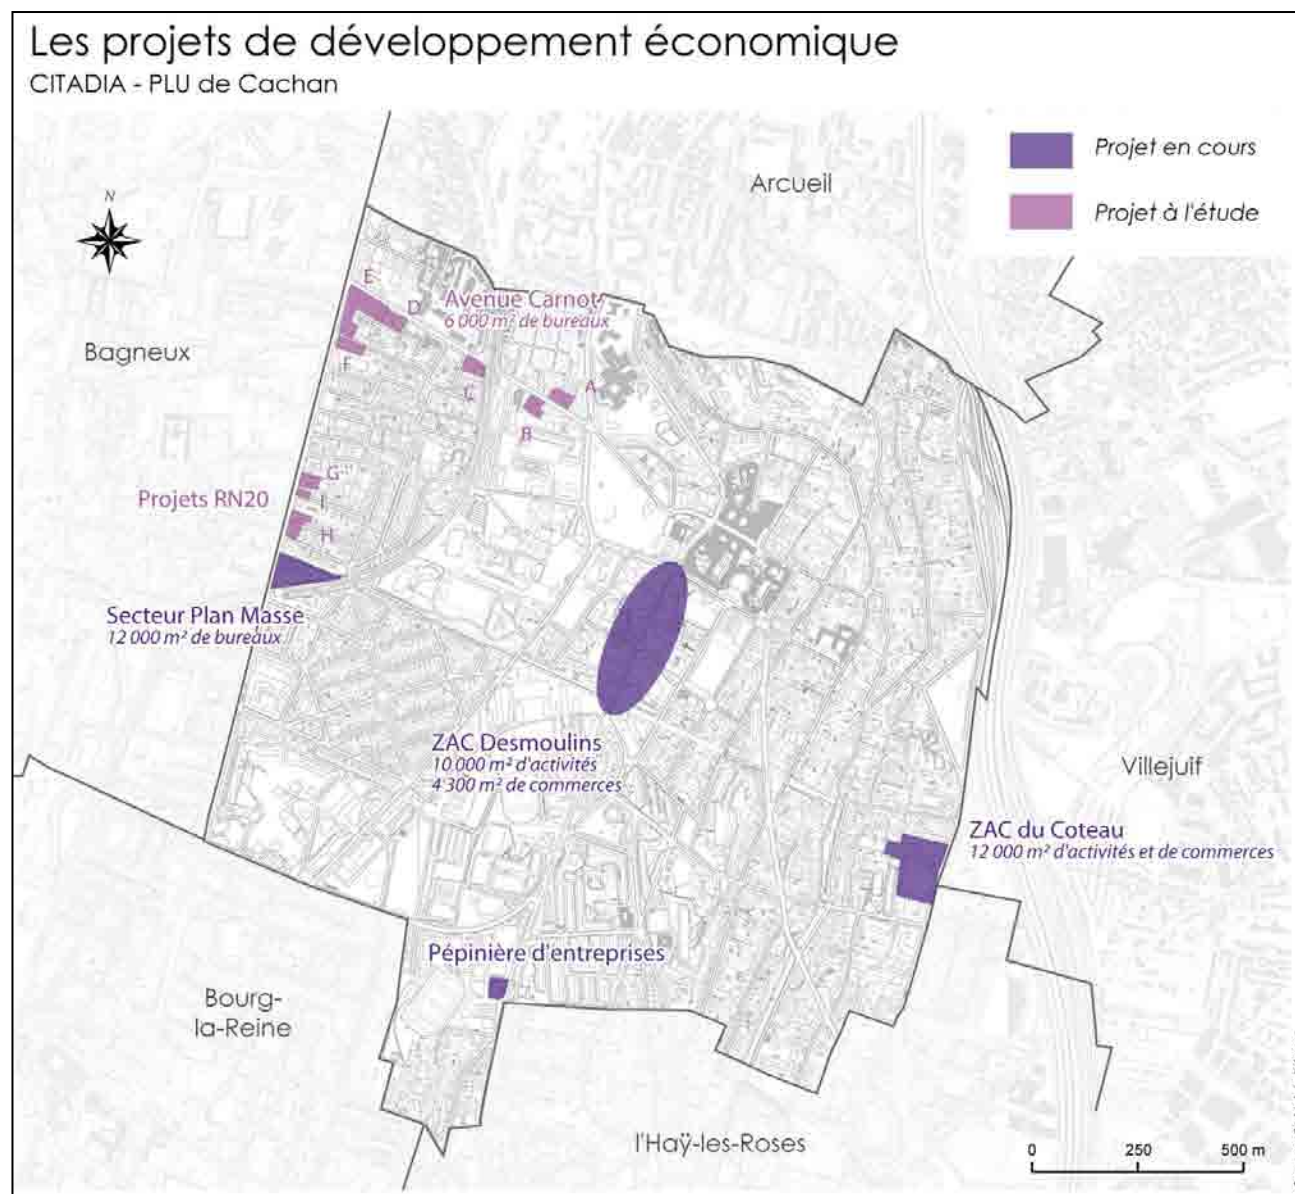 Les projets de développement économique
CITADIA - PLU de Cachan
Projet en cours
Projet à l'étude
Arcueil
N
Bagneux
E
D
Avenue Carnot
6 000 m² de bureaux
F
C
A
B
G
Projets RN20
I
H
Secteur Plan Masse
12 000 m² de bureaux
ZAC Desmoulins
10 000 m² d'activités
4 300 m² de commerces
Villejuif
ZAC du Coteau
12 000 m² d'activités et de commerces
Pépinière d'entreprises
Bourg-
la-Reine
l'Haÿ-les-Roses
0 250 500 m